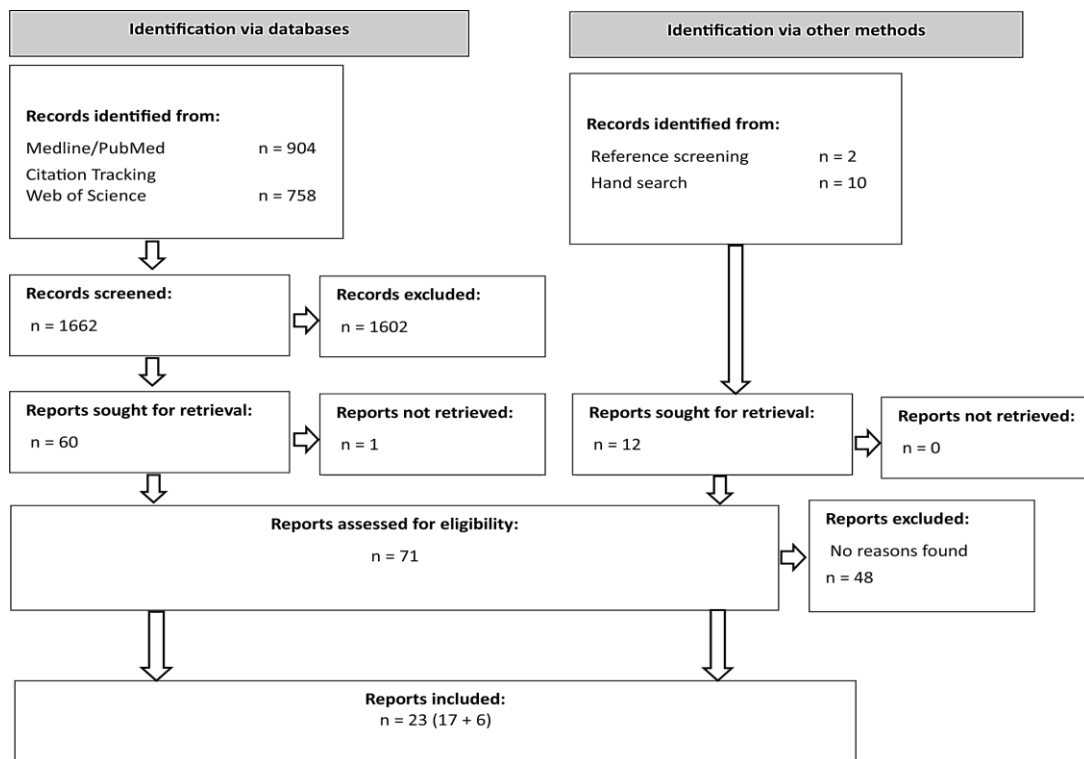 Identification via databases
Records identified from:
Medline/PubMed n = 904
Citation Tracking
Web of Science n = 758
Records screened:
n = 1662
Records excluded:
n = 1602
Reports sought for retrieval:
n = 60
Reports not retrieved:
n = 1
Identification via other methods
Records identified from:
Reference screening n = 2
Hand search n = 10
Reports sought for retrieval:
n = 12
Reports not retrieved:
n = 0
Reports assessed for eligibility:
n = 71
Reports excluded:
No reasons found
n = 48
Reports included:
n = 23 (17 + 6)